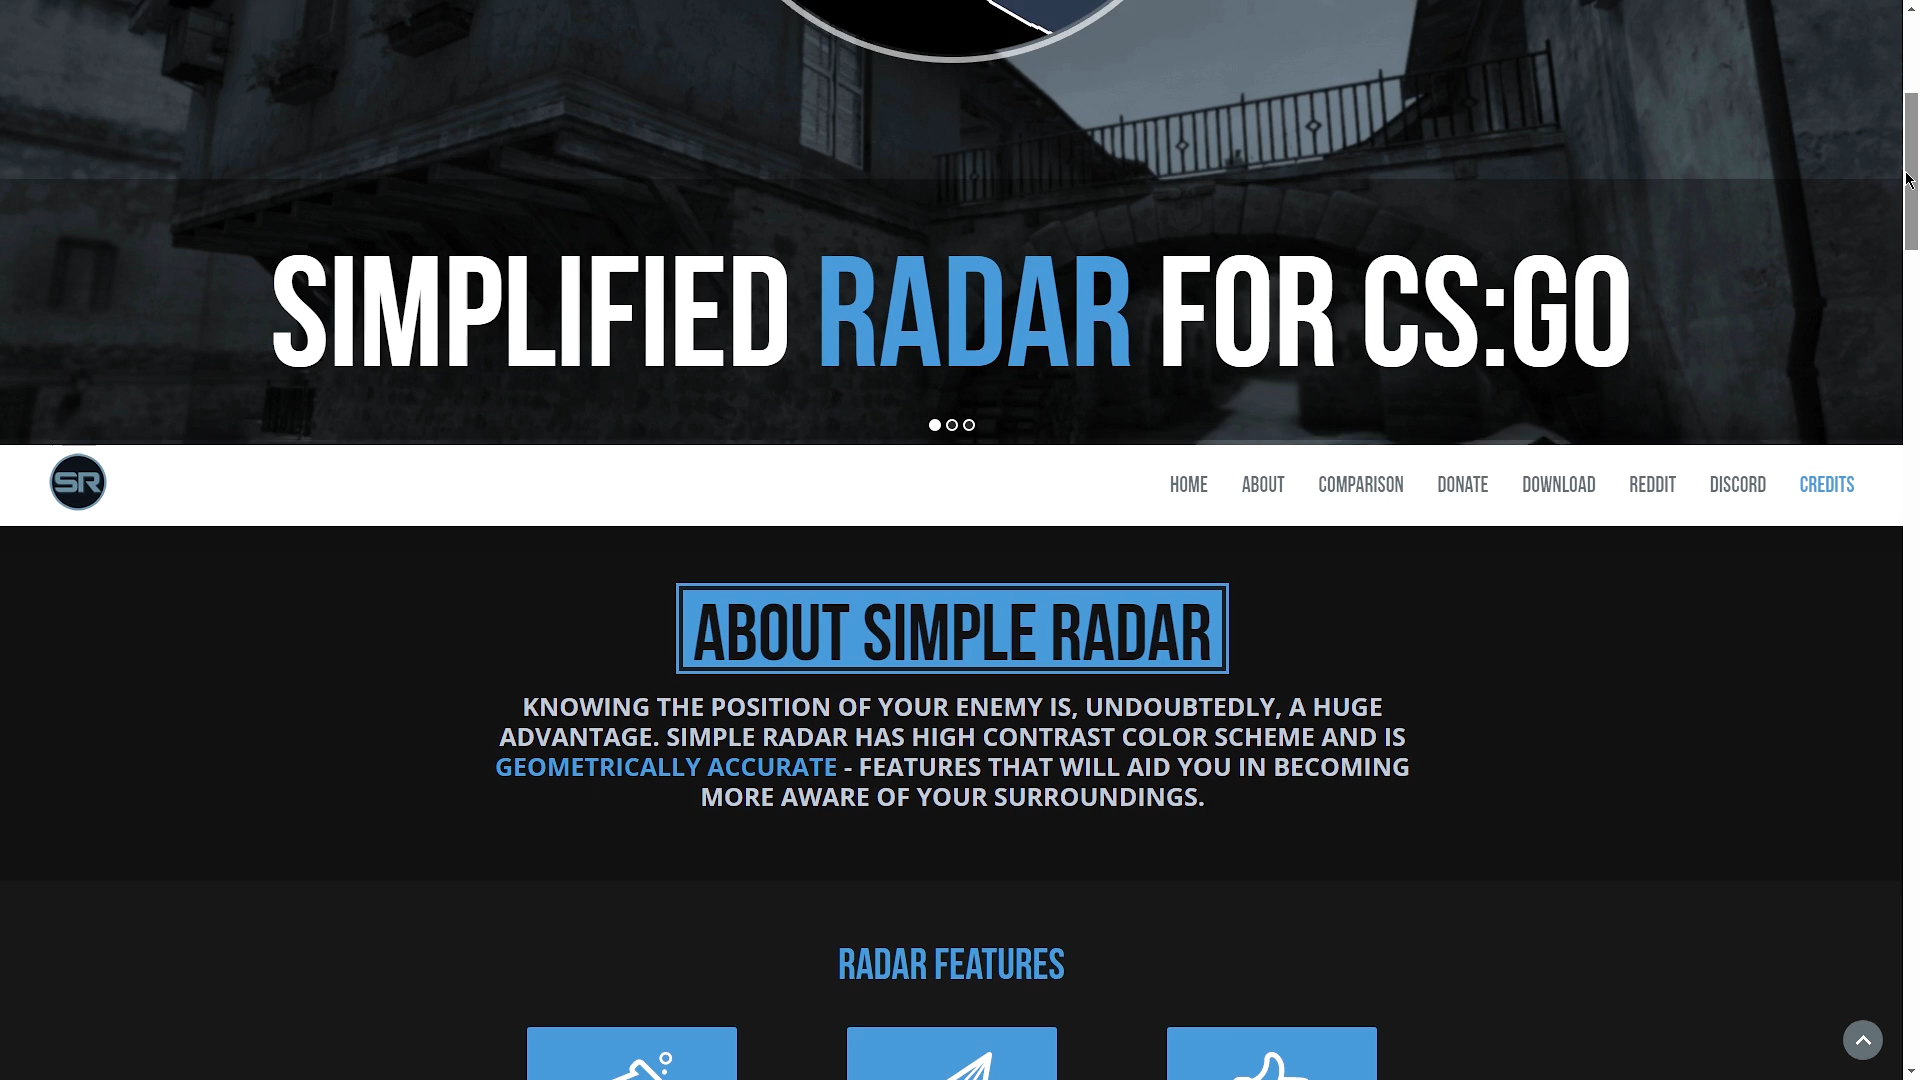 SIMPLIFIED RADAR FOR CS:GO
SR
HOME ABOUT COMPARISON DONATE DOWNLOAD REDDIT DISCORD CREDITS
ABOUT SIMPLE RADAR
KNOWING THE POSITION OF YOUR ENEMY IS, UNDOUBTEDLY, A HUGE
ADVANTAGE. SIMPLE RADAR HAS HIGH CONTRAST COLOR SCHEME AND IS
GEOMETRICALLY ACCURATE - FEATURES THAT WILL AID YOU IN BECOMING
MORE AWARE OF YOUR SURROUNDINGS.
RADAR FEATURES